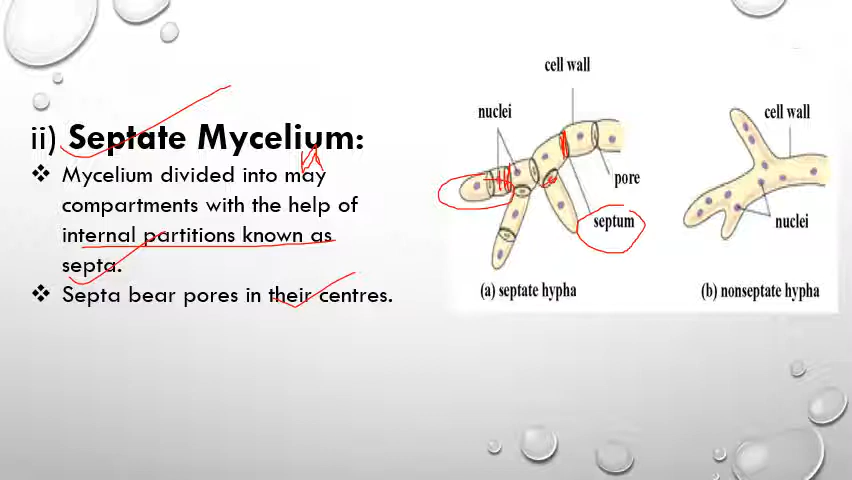 ii) Septate Mycelium:
❖ Mycelium divided into may
compartments with the help of
internal partitions known as
septa.
❖ Septa bear pores in their centres.
cell wall
nuclei
pore
septum
(a) septate hypha
cell wall
nuclei
(b) nonseptate hypha